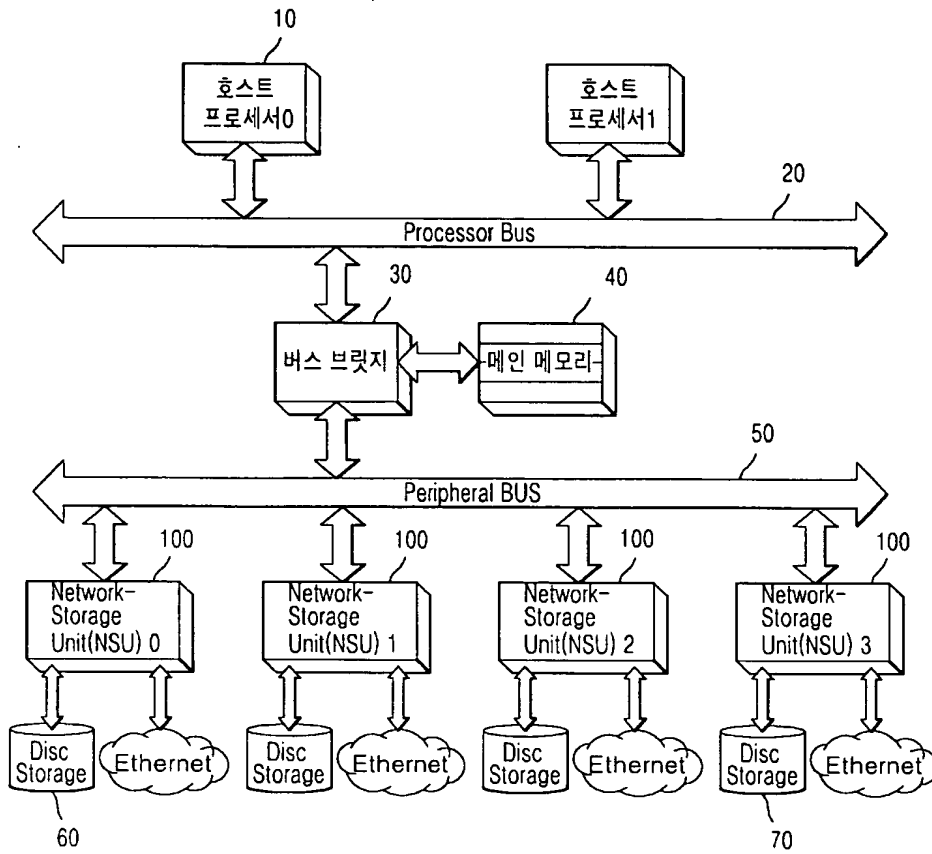 10
호스트
프로세서0
호스트
프로세서1
20
Processor Bus
30
40
버스 브릿지
메인 메모리
50
Peripheral BUS
100
100
100
100
Network-
Storage
Unit(NSU) 0
Network-
Storage
Unit(NSU) 1
Network-
Storage
Unit(NSU) 2
Network-
Storage
Unit(NSU) 3
Disc
Storage
Ethernet
Disc
Storage
Ethernet
Disc
Storage
Ethernet
Disc
Storage
Ethernet
60
70